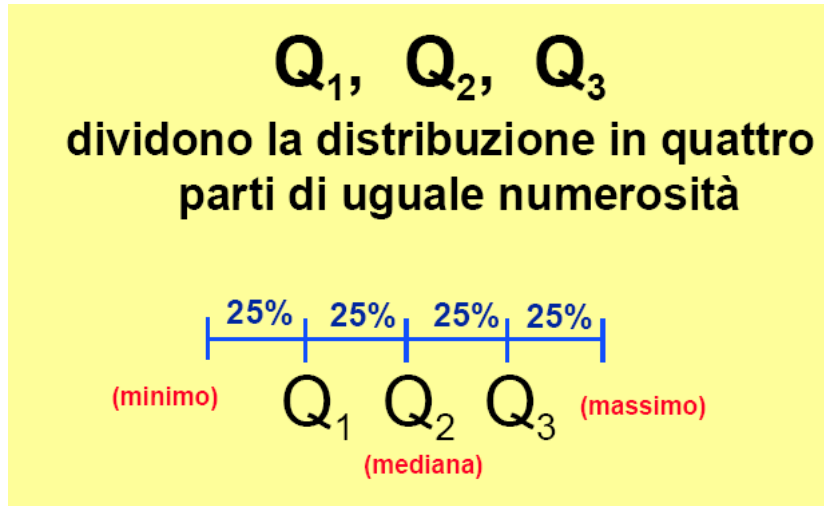 Q1, Q2, Q3
dividono la distribuzione in quattro
parti di uguale numerosità
25% 25% 25% 25%
(minimo) Q1 Q2 Q3 (massimo)
(mediana)